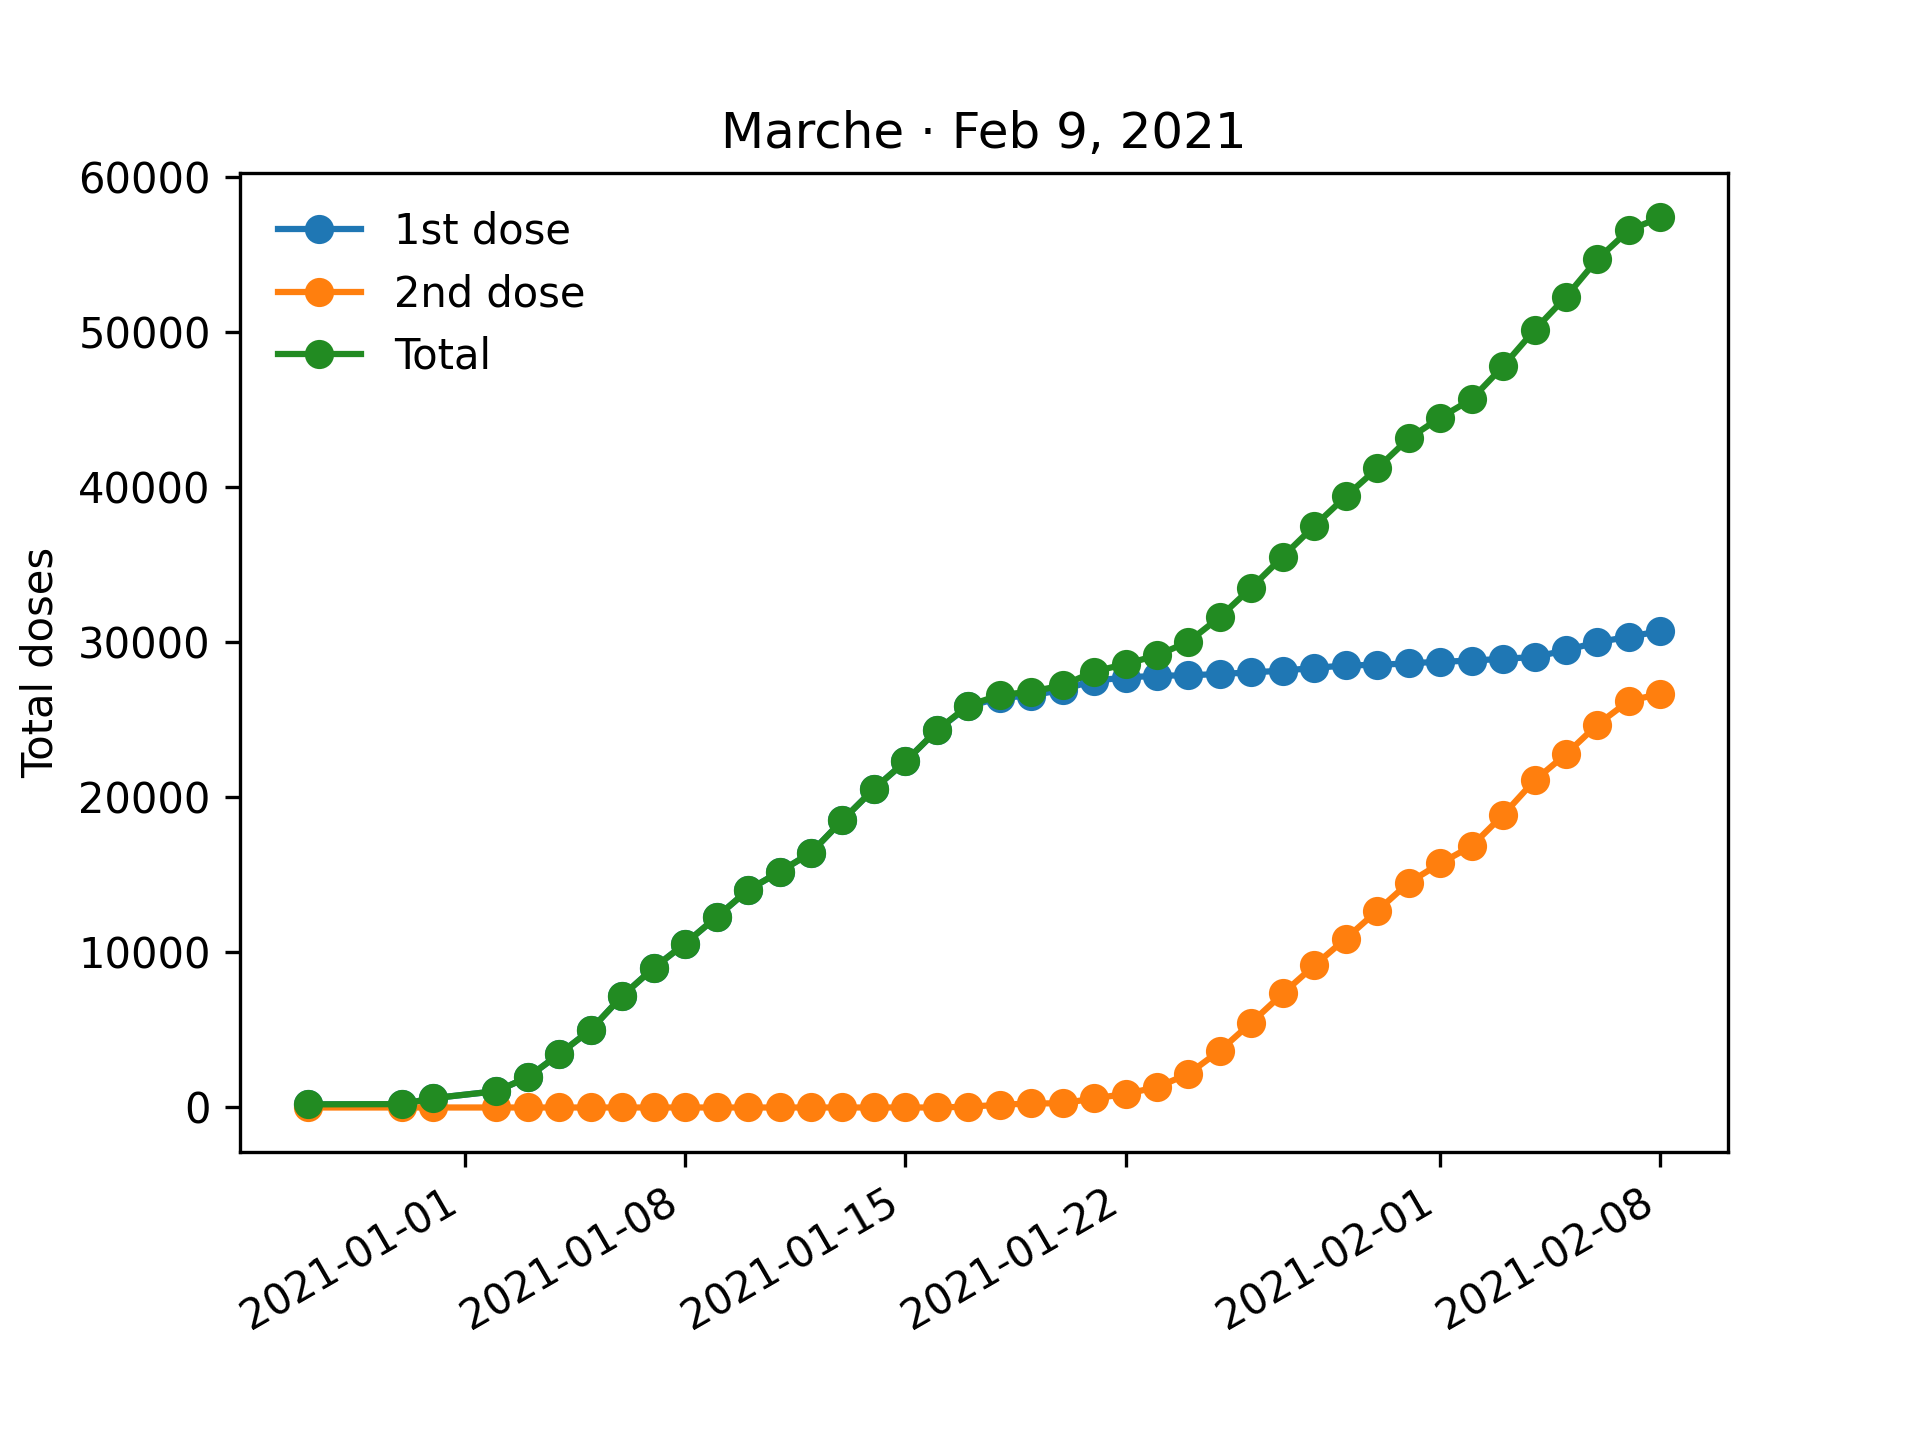 Marche · Feb 9, 2021
60000
50000
40000
30000
20000
10000
0
Total doses
1st dose
2nd dose
Total
2021-01-01
2021-01-08
2021-01-15
2021-01-22
2021-02-01
2021-02-08